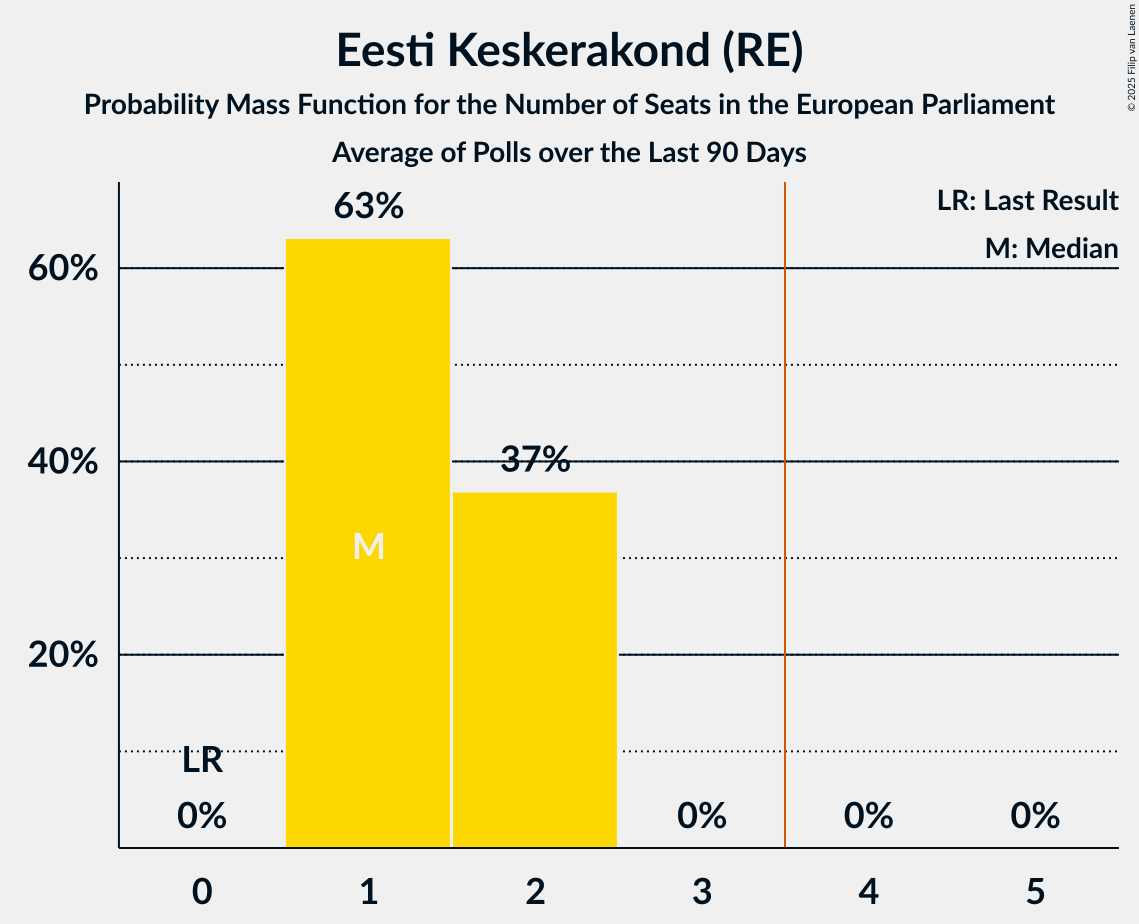 Eesti Keskerakond (RE)
Probability Mass Function for the Number of Seats in the European Parliament
Average of Polls over the Last 90 Days
© 2025 Filip van Laenen
LR: Last Result
M: Median
63%
60%
37%
40%
M
20%
LR
0%
0%
0%
0%
0
1
2
3
4
5